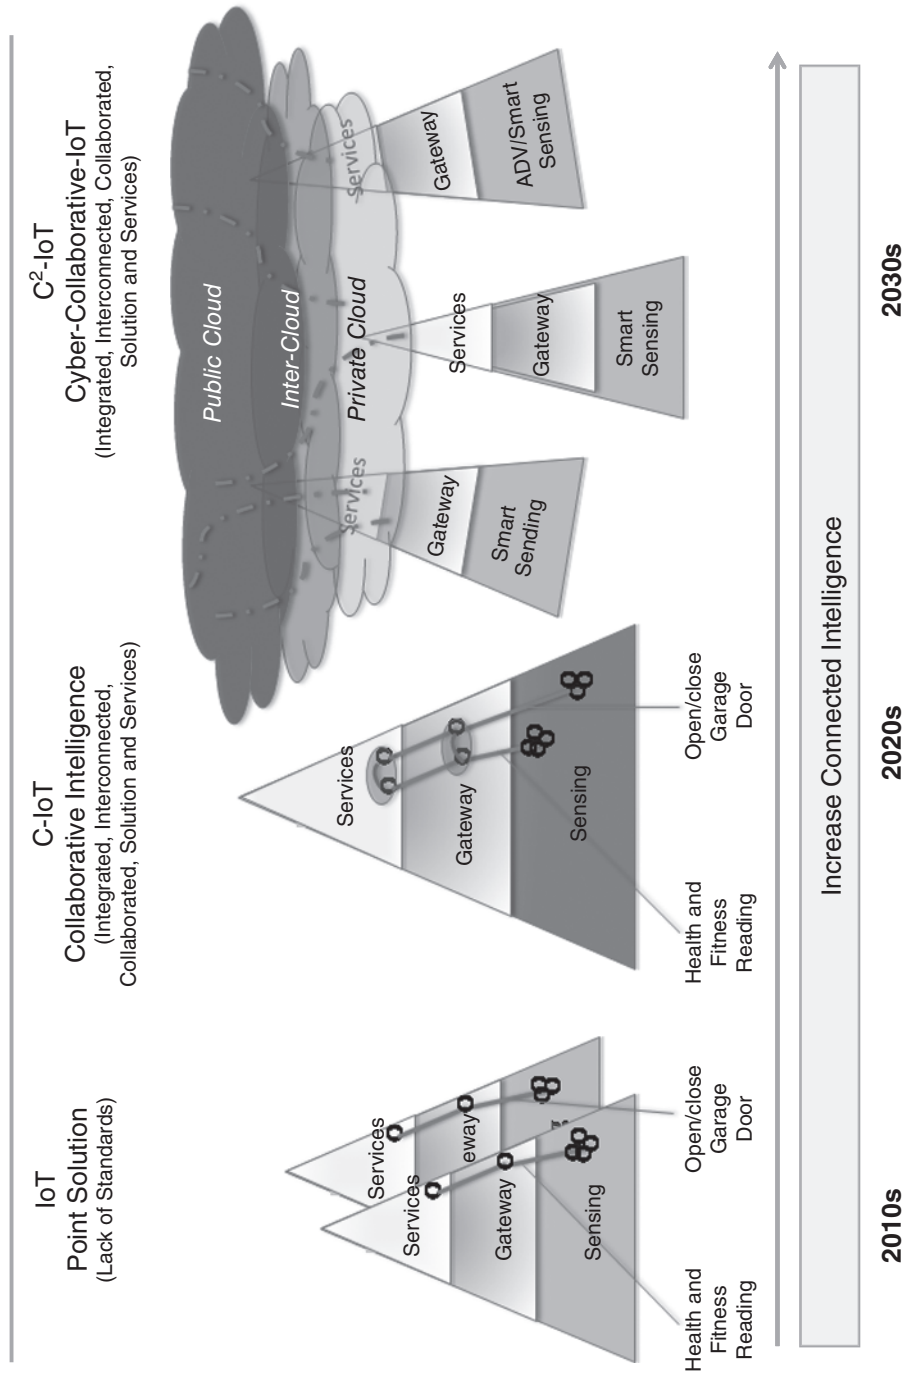 IoT
Point Solution
(Lack of Standards)
Services
eway
g
Services
Gateway
Sensing
Health and
Fitness
Reading
Open/close
Garage
Door
2010s
C-IoT
Collaborative Intelligence
(Integrated, Interconnected,
Collaborated, Solution and Services)
Services
Gateway
Sensing
Health and
Fitness
Reading
Open/close
Garage
Door
2020s
C²-IoT
Cyber-Collaborative-IoT
(Integrated, Interconnected, Collaborated,
Solution and Services)
Public Cloud
Inter-Cloud
Private Cloud
Services
Gateway
Smart
Sending
Services
Gateway
Smart
Sensing
Services
Gateway
ADV/Smart
Sensing
2030s
Increase Connected Intelligence